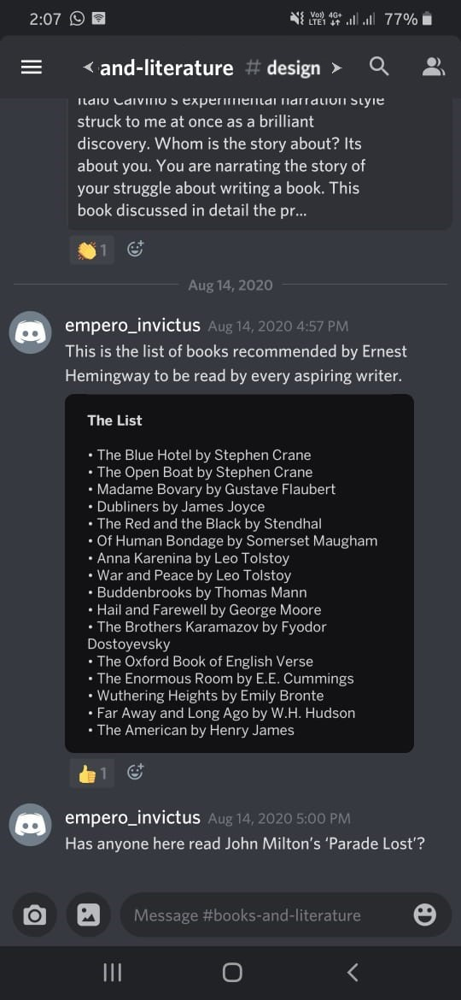 2:07 Vo)) 4G+ LTE1 77%
and-literature # design
Italo Calvino's experimental narration style
struck to me at once as a brilliant
discovery. Whom is the story about? Its
about you. You are narrating the story of
your struggle about writing a book. This
book discussed in detail the pr...
1
Aug 14, 2020
empero_invictus Aug 14, 2020 4:57 PM
This is the list of books recommended by Ernest
Hemingway to be read by every aspiring writer.
The List
• The Blue Hotel by Stephen Crane
• The Open Boat by Stephen Crane
• Madame Bovary by Gustave Flaubert
• Dubliners by James Joyce
• The Red and the Black by Stendhal
• Of Human Bondage by Somerset Maugham
• Anna Karenina by Leo Tolstoy
• War and Peace by Leo Tolstoy
• Buddenbrooks by Thomas Mann
• Hail and Farewell by George Moore
• The Brothers Karamazov by Fyodor
Dostoyevsky
• The Oxford Book of English Verse
• The Enormous Room by E.E. Cummings
• Wuthering Heights by Emily Bronte
• Far Away and Long Ago by W.H. Hudson
• The American by Henry James
1
empero_invictus Aug 14, 2020 5:00 PM
Has anyone here read John Milton's ‘Parade Lost’?
Message #books-and-literature